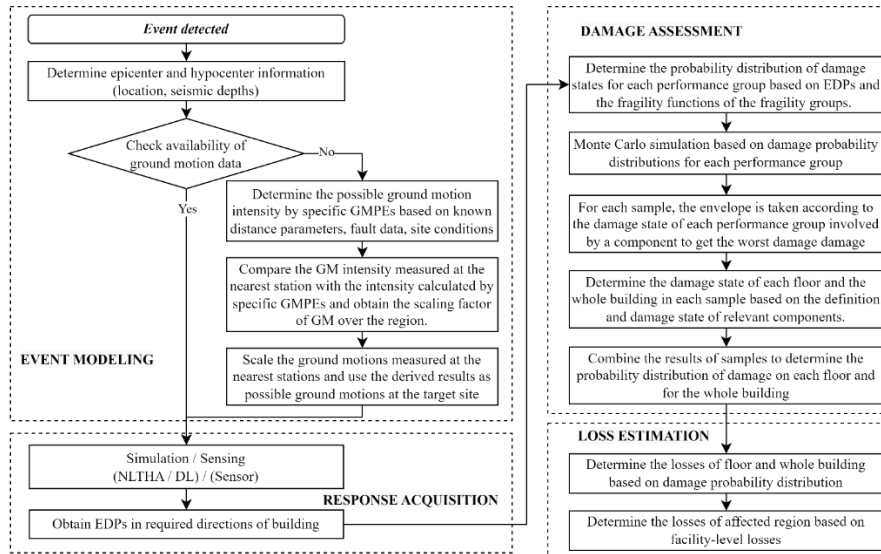 Event detected
Determine epicenter and hypocenter information
(location, seismic depths)
Check availability of
ground motion data
No
Yes
Determine the possible ground motion
intensity by specific GMPEs based on known
distance parameters, fault data, site conditions
Compare the GM intensity measured at the
nearest station with the intensity calculated by
specific GMPEs and obtain the scaling factor
of GM over the region.
Scale the ground motions measured at the
nearest stations and use the derived results as
possible ground motions at the target site
EVENT MODELING
Simulation / Sensing
(NLTHA / DL) / (Sensor)
RESPONSE ACQUISITION
Obtain EDPs in required directions of building
DAMAGE ASSESSMENT
Determine the probability distribution of damage
states for each performance group based on EDPs and
the fragility functions of the fragility groups.
Monte Carlo simulation based on damage probability
distributions for each performance group
For each sample, the envelope is taken according to
the damage state of each performance group involved
by a component to get the worst damage damage
Determine the damage state of each floor and the
whole building in each sample based on the definition
and damage state of relevant components.
Combine the results of samples to determine the
probability distribution of damage on each floor and
for the whole building
LOSS ESTIMATION
Determine the losses of floor and whole building
based on damage probability distribution
Determine the losses of affected region based on
facility-level losses